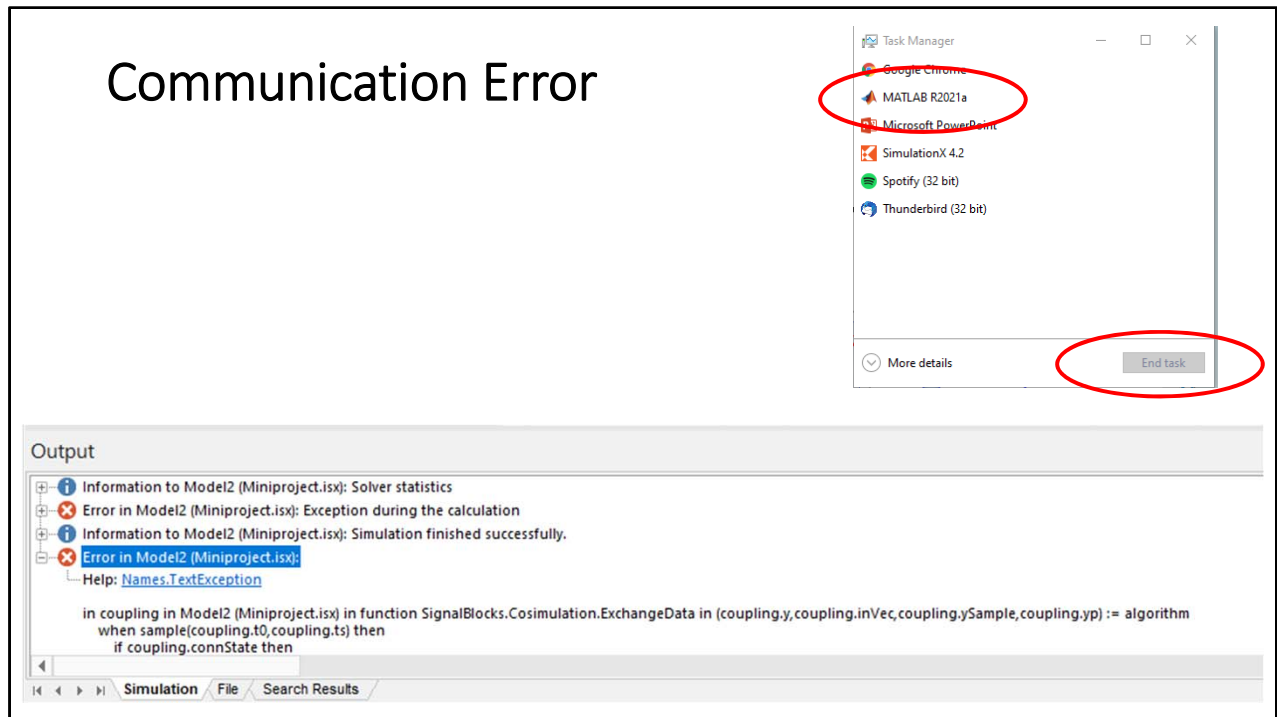 Communication Error
Task Manager
Google Chrome
MATLAB R2021a
Microsoft PowerPoint
SimulationX 4.2
Spotify (32 bit)
Thunderbird (32 bit)
More details
End task
Output
Information to Model2 (Miniproject.isx): Solver statistics
Error in Model2 (Miniproject.isx): Exception during the calculation
Information to Model2 (Miniproject.isx): Simulation finished successfully.
Error in Model2 (Miniproject.isx):
Help: Names.TextException
in coupling in Model2 (Miniproject.isx) in function SignalBlocks.Cosimulation.ExchangeData in (coupling.y,coupling.inVec,coupling.ySample,coupling.yp) := algorithm
when sample(coupling.t0,coupling.ts) then
if coupling.connState then
Simulation File Search Results